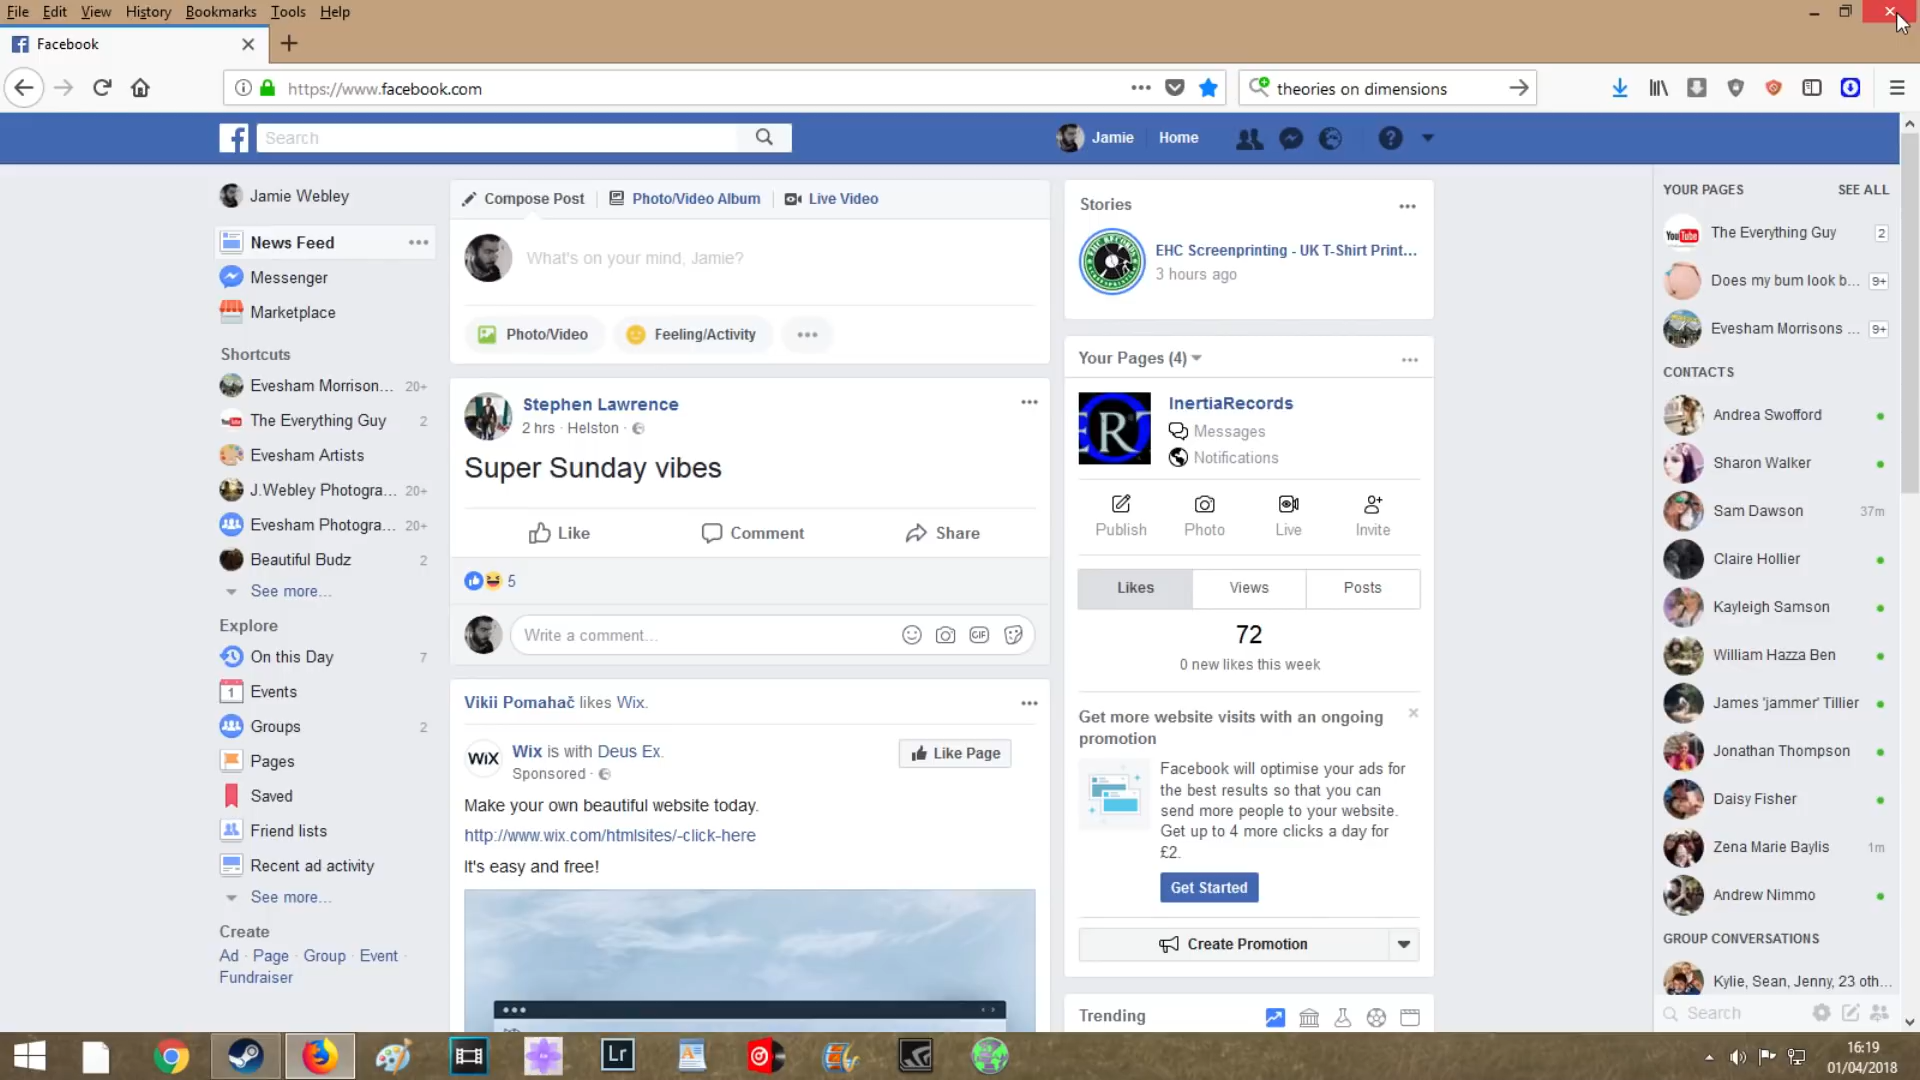 File Edit View History Bookmarks Tools Help
Facebook
https://www.facebook.com
theories on dimensions
Search
Jamie Home
Jamie Webley
News Feed
Messenger
Marketplace
Shortcuts
Evesham Morrison... 20+
The Everything Guy 2
Evesham Artists
J.Webley Photogra... 20+
Evesham Photogra... 20+
Beautiful Budz 2
See more...
Explore
On this Day 7
1 Events
Groups 2
Pages
Saved
Friend lists
Recent ad activity
See more...
Create
Ad · Page · Group · Event ·
Fundraiser
Compose Post Photo/Video Album Live Video
What's on your mind, Jamie?
Photo/Video Feeling/Activity
Stephen Lawrence
2 hrs · Helston ·
Super Sunday vibes
Like Comment Share
5
Write a comment... GIF
Vikii Pomahač likes Wix.
WiX
Wix is with Deus Ex.
Sponsored ·
Like Page
Make your own beautiful website today.
http://www.wix.com/htmlsites/-click-here
It's easy and free!
Stories
EHC Screenprinting - UK T-Shirt Print...
3 hours ago
Your Pages (4)
InertiaRecords
Messages
Notifications
Publish Photo Live Invite
Likes Views Posts
72
0 new likes this week
Get more website visits with an ongoing
promotion
Facebook will optimise your ads for
the best results so that you can
send more people to your website.
Get up to 4 more clicks a day for
£2.
Get Started
Create Promotion
Trending
YOUR PAGES SEE ALL
YouTube The Everything Guy 2
Does my bum look b... 9+
Evesham Morrisons ... 9+
CONTACTS
Andrea Swofford
Sharon Walker
Sam Dawson 37m
Claire Hollier
Kayleigh Samson
William Hazza Ben
James 'jammer' Tillier
Jonathan Thompson
Daisy Fisher
Zena Marie Baylis 1m
Andrew Nimmo
GROUP CONVERSATIONS
Kylie, Sean, Jenny, 23 oth...
Search
Lr
16:19
01/04/2018